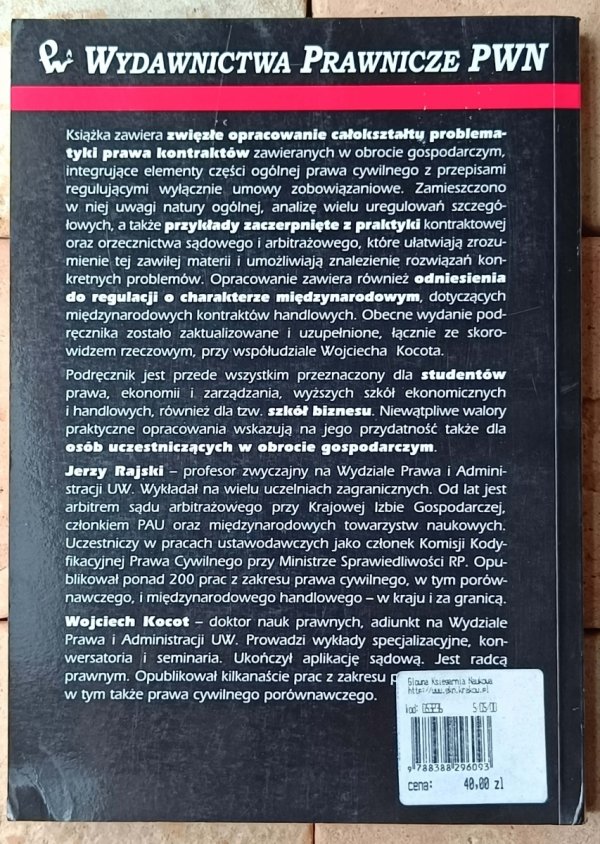 WYDAWNICTWA PRAWNICZE PWN
Książka zawiera zwięzłe opracowanie całokształtu problema-
tyki prawa kontraktów zawieranych w obrocie gospodarczym,
integrujące elementy części ogólnej prawa cywilnego z przepisami
regulującymi wyłącznie umowy zobowiązaniowe. Zamieszczono
w niej uwagi natury ogólnej, analizę wielu uregulowań szczegó-
łowych, a także przykłady zaczerpnięte z praktyki kontraktowej
oraz orzecznictwa sądowego i arbitrażowego, które ułatwiają zrozu-
mienie tej zawiłej materii i umożliwiają znalezienie rozwiązań kon-
kretnych problemów. Opracowanie zawiera również odniesienia
do regulacji o charakterze międzynarodowym, dotyczących
międzynarodowych kontraktów handlowych. Obecne wydanie pod-
ręcznika zostało zaktualizowane i uzupełnione, łącznie ze skoro-
widzem rzeczowym, przy współudziale Wojciecha Kocota.
Podręcznik jest przede wszystkim przeznaczony dla studentów
prawa, ekonomii i zarządzania, wyższych szkół ekonomicznych
i handlowych, również dla tzw. szkół biznesu. Niewątpliwe walory
praktyczne opracowania wskazują na jego przydatność także dla
osób uczestniczących w obrocie gospodarczym.
Jerzy Rajski – profesor zwyczajny na Wydziale Prawa i Admini-
stracji UW. Wykładał na wielu uczelniach zagranicznych. Od lat jest
arbitrem sądu arbitrażowego przy Krajowej Izbie Gospodarczej,
członkiem PAU oraz międzynarodowych towarzystw naukowych.
Uczestniczy w pracach ustawodawczych jako członek Komisji Kody-
fikacyjnej Prawa Cywilnego przy Ministrze Sprawiedliwości RP. Opu-
blikował ponad 200 prac z zakresu prawa cywilnego, w tym porów-
nawczego, i międzynarodowego handlowego – w kraju i za granicą.
Wojciech Kocot – doktor nauk prawnych, adiunkt na Wydziale
Prawa i Administracji UW. Prowadzi wykłady specjalizacyjne, kon-
wersatoria i seminaria. Ukończył aplikację sądową. Jest radcą
prawnym. Opublikował kilkanaście prac z zakresu p
w tym także prawa cywilnego porównawczego.
Główna Księgarnia Naukowa
http://www.gkn.krakow.pl
kod:
9 788388 296093
cena: 40,00 zł